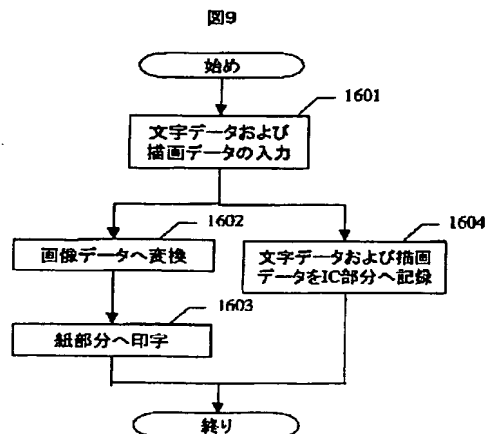 図9
始め
1601
文字データおよび
描画データの入力
1602
画像データへ変換
1604
文字データおよび描画
データをIC部分へ記録
1603
紙部分へ印字
終り